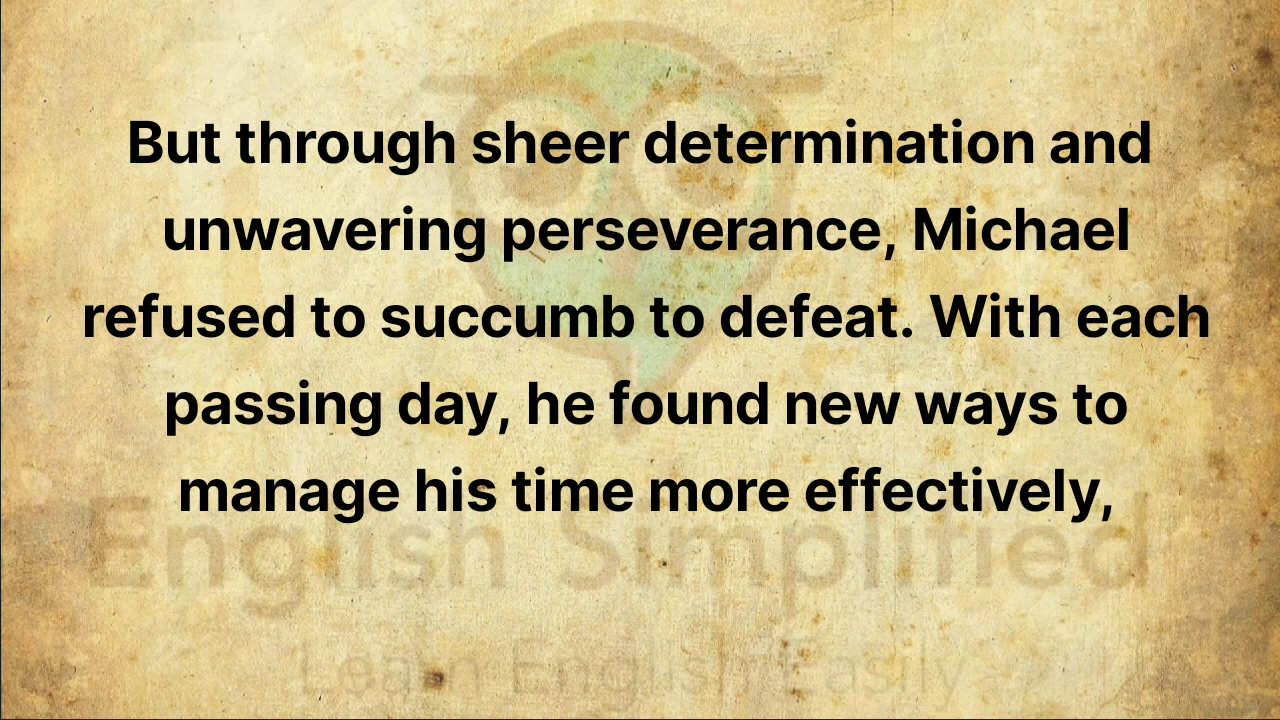 But through sheer determination and
unwavering perseverance, Michael
refused to succumb to defeat. With each
passing day, he found new ways to
manage his time more effectively,
English Simplified
Learn English Easily